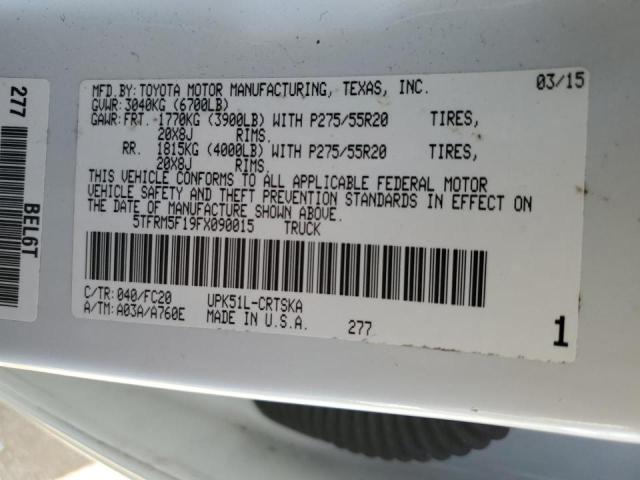 MFD.BY: TOYOTA MOTOR MANUFACTURING, TEXAS, INC. 03/15
GVWR: 3040KG (6700LB)
GAWR: FRT. 1770KG (3900LB) WITH P275/55R20 TIRES,
20X8J RIMS.
RR. 1815KG (4000LB) WITH P275/55R20 TIRES,
20X8J RIMS.
THIS VEHICLE CONFORMS TO ALL APPLICABLE FEDERAL MOTOR
VEHICLE SAFETY AND THEFT PREVENTION STANDARDS IN EFFECT ON
THE DATE OF MANUFACTURE SHOWN ABOVE.
5TFRM5F19FX090015 TRUCK
C/TR: 040/FC20 UPK51L-CRTSKA
A/TM: A03A/A760E MADE IN U.S.A. 277 1
277 BEL6T